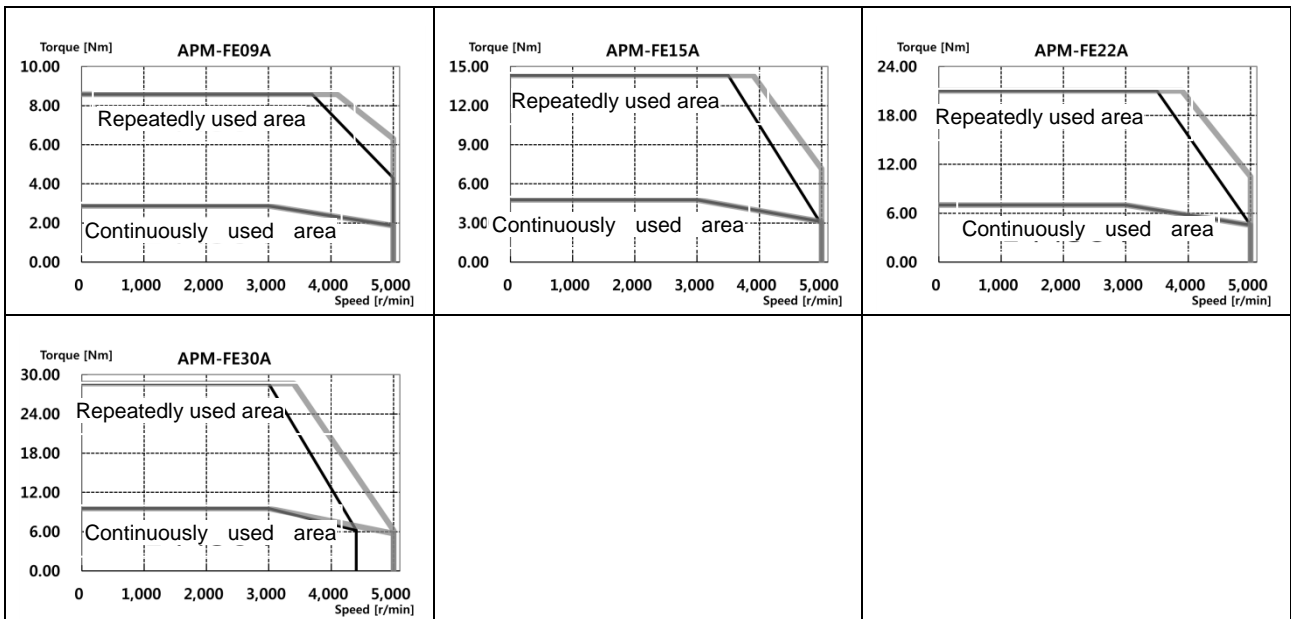 Torque [Nm] APM-FE09A
10.00
8.00
Repeatedly used area
6.00
4.00
2.00
Continuously used area
0.00
0 1,000 2,000 3,000 4,000 5,000
Speed [r/min]
Torque [Nm] APM-FE15A
15.00
12.00
Repeatedly used area
9.00
6.00
3.00
Continuously used area
0.00
0 1,000 2,000 3,000 4,000 5,000
Speed [r/min]
Torque [Nm] APM-FE22A
24.00
18.00
Repeatedly used area
12.00
6.00
Continuously used area
0.00
0 1,000 2,000 3,000 4,000 5,000
Speed [r/min]
Torque [Nm] APM-FE30A
30.00
Repeatedly used area
24.00
18.00
12.00
6.00
Continuously used area
0.00
0 1,000 2,000 3,000 4,000 5,000
Speed [r/min]